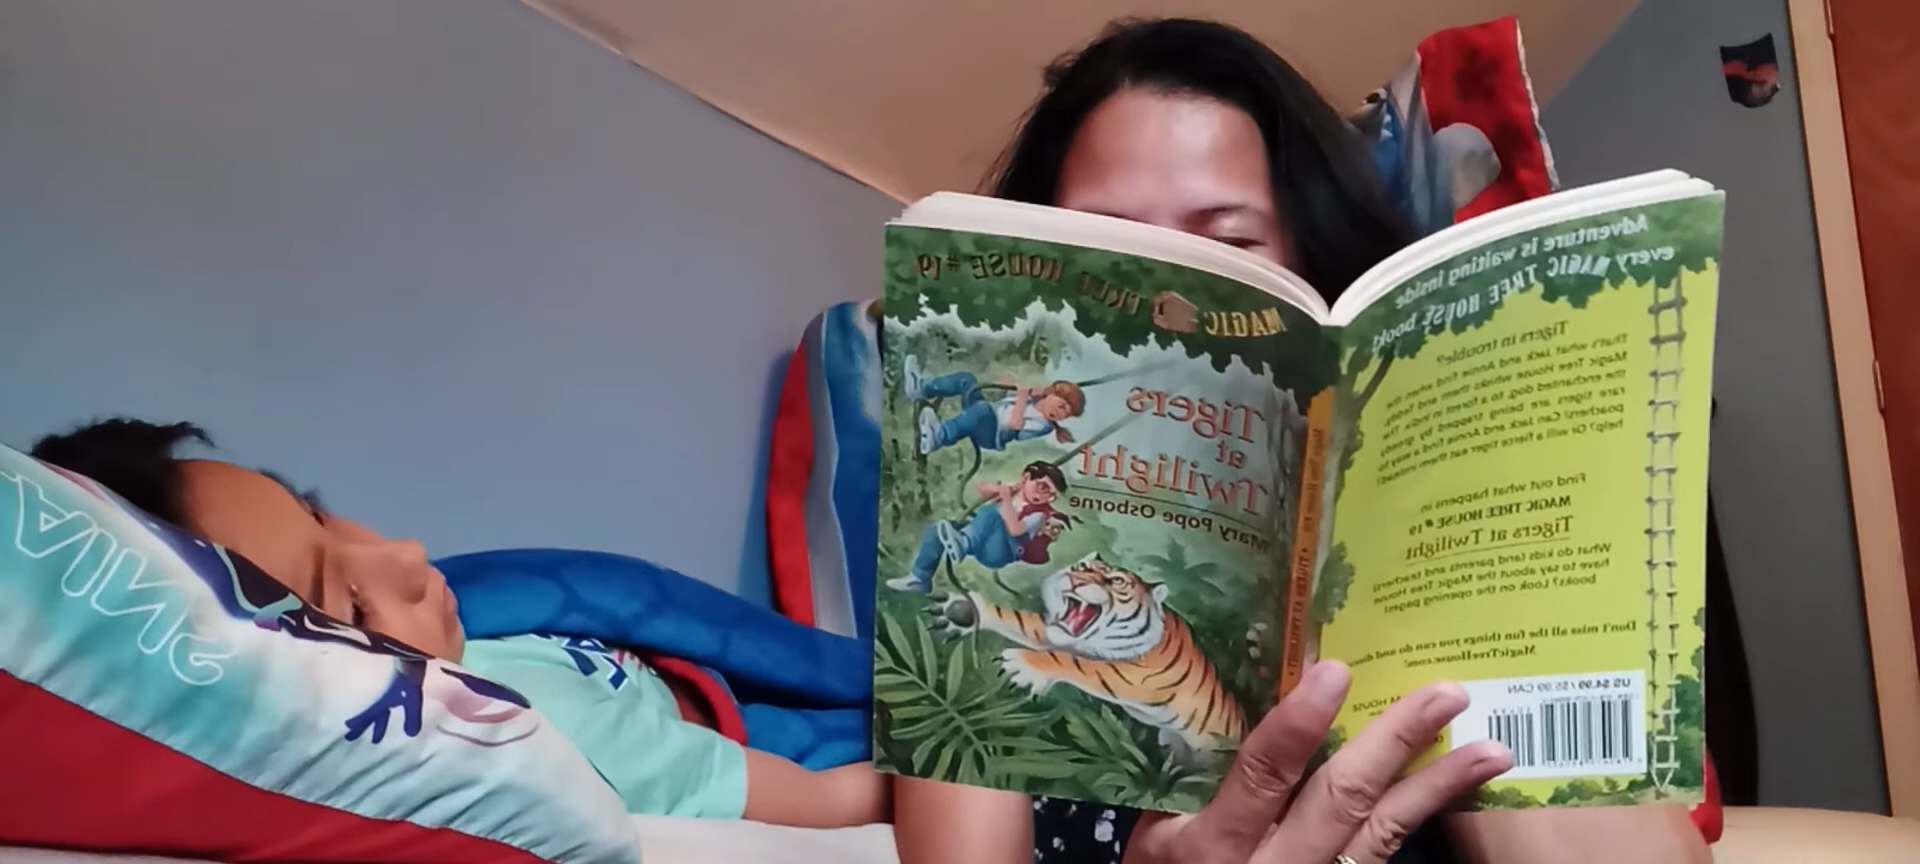 MAGIC TREE HOUSE #19
Tigers
at
Twilight
Mary Pope Osborne
TIGERS AT TWILIGHT
Adventure is waiting inside
every MAGIC TREE HOUSE book!
Tigers in trouble?
That's what Jack and Annie find when the
Magic Tree House whisks them and Teddy,
the enchanted dog, to a forest in India. The
rare tigers are being trapped by greedy
poachers! Can Jack and Annie find a way to
help? Or will a fierce tiger eat them instead?
Find out what happens in
MAGIC TREE HOUSE #19
Tigers at Twilight
What do kids (and parents and teachers)
have to say about the Magic Tree House
books? Look on the opening pages!
Don't miss all the fun things you can do and
MagicTreeHouse.com!
HOUSE
US $4.99 / $5.99 CAN